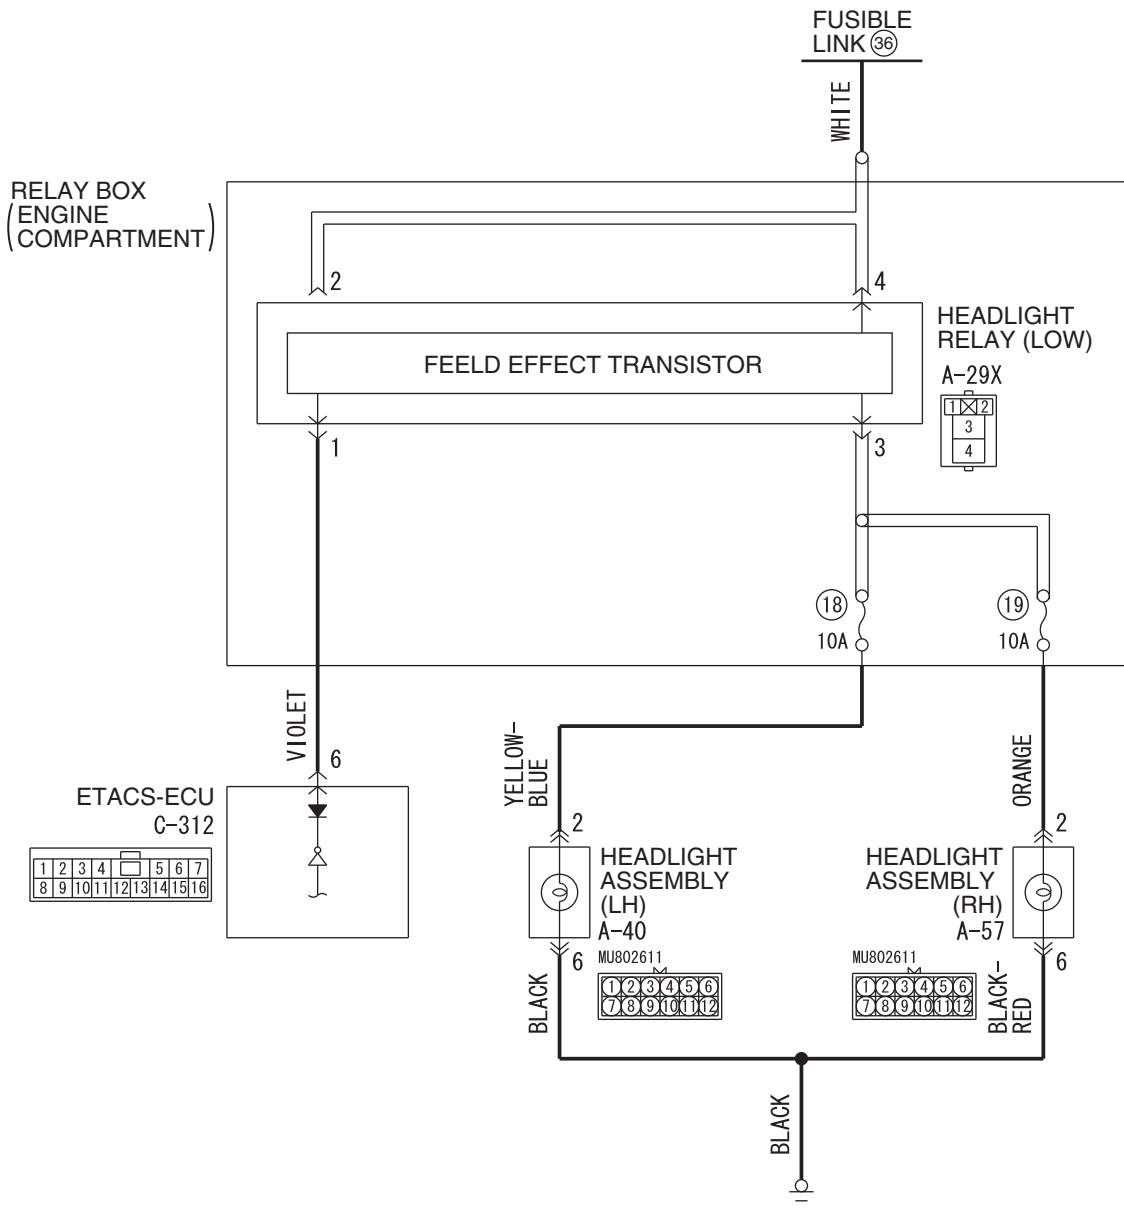 FUSIBLE
LINK 36
WHITE
RELAY BOX
(ENGINE
COMPARTMENT)
2
4
HEADLIGHT
RELAY (LOW)
FEELD EFFECT TRANSISTOR
A-29X
1 2
3
4
1
3
18
10A
19
10A
VIOLET
6
YELLOW-
BLUE
ORANGE
ETACS-ECU
C-312
1 2 3 4 5 6 7
8 9 10 11 12 13 14 15 16
2
HEADLIGHT
ASSEMBLY
(LH)
A-40
2
HEADLIGHT
ASSEMBLY
(RH)
A-57
6
MU802611
1 2 3 4 5 6
7 8 9 10 11 12
BLACK
6
MU802611
1 2 3 4 5 6
7 8 9 10 11 12
BLACK-
RED
BLACK